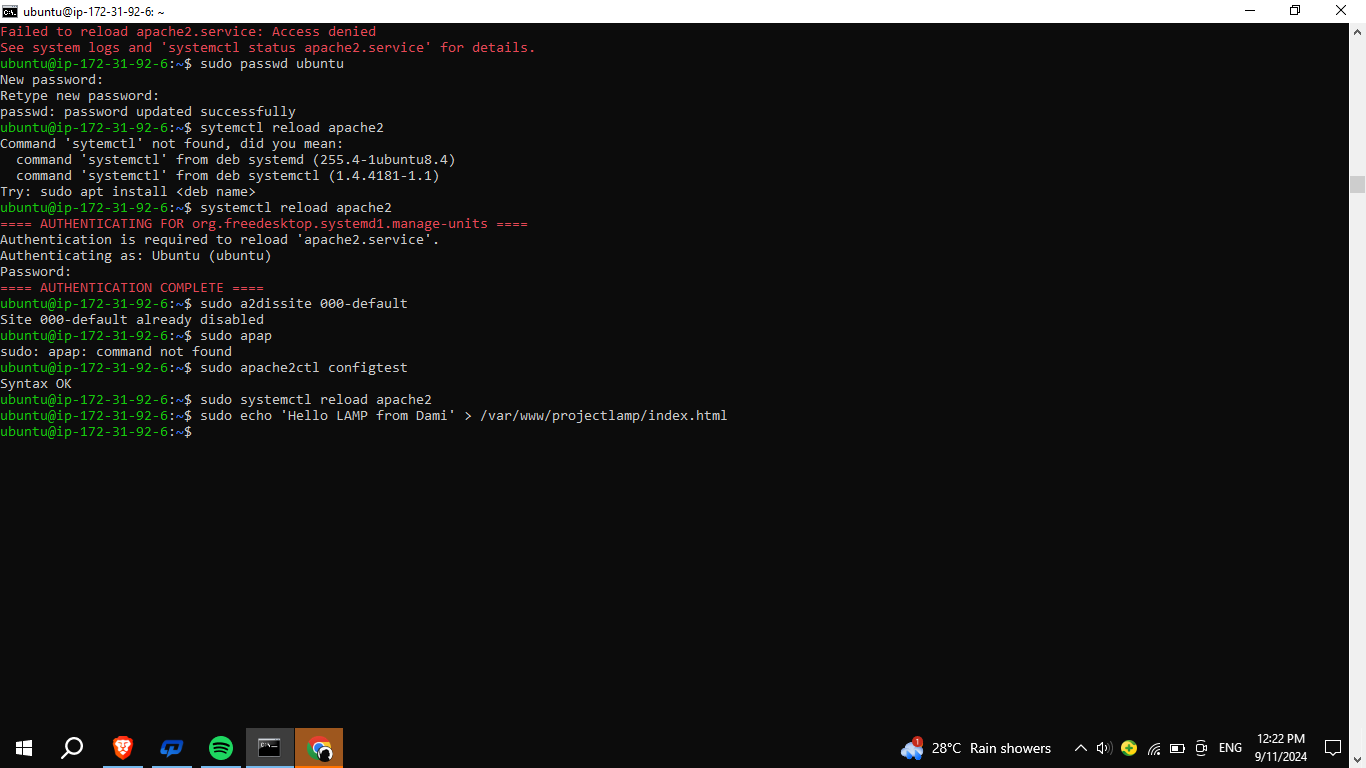 ubuntu@ip-172-31-92-6: ~
Failed to reload apache2.service: Access denied
See system logs and 'systemctl status apache2.service' for details.
ubuntu@ip-172-31-92-6:~$ sudo passwd ubuntu
New password:
Retype new password:
passwd: password updated successfully
ubuntu@ip-172-31-92-6:~$ sytemctl reload apache2
Command 'sytemctl' not found, did you mean:
  command 'systemctl' from deb systemd (255.4-1ubuntu8.4)
  command 'systemctl' from deb systemctl (1.4.4181-1.1)
Try: sudo apt install <deb name>
ubuntu@ip-172-31-92-6:~$ systemctl reload apache2
==== AUTHENTICATING FOR org.freedesktop.systemd1.manage-units ====
Authentication is required to reload 'apache2.service'.
Authenticating as: Ubuntu (ubuntu)
Password:
==== AUTHENTICATION COMPLETE ====
ubuntu@ip-172-31-92-6:~$ sudo a2dissite 000-default
Site 000-default already disabled
ubuntu@ip-172-31-92-6:~$ sudo apap
sudo: apap: command not found
ubuntu@ip-172-31-92-6:~$ sudo apache2ctl configtest
Syntax OK
ubuntu@ip-172-31-92-6:~$ sudo systemctl reload apache2
ubuntu@ip-172-31-92-6:~$ sudo echo 'Hello LAMP from Dami' > /var/www/projectlamp/index.html
ubuntu@ip-172-31-92-6:~$
1
28°C Rain showers
ENG
12:22 PM
9/11/2024